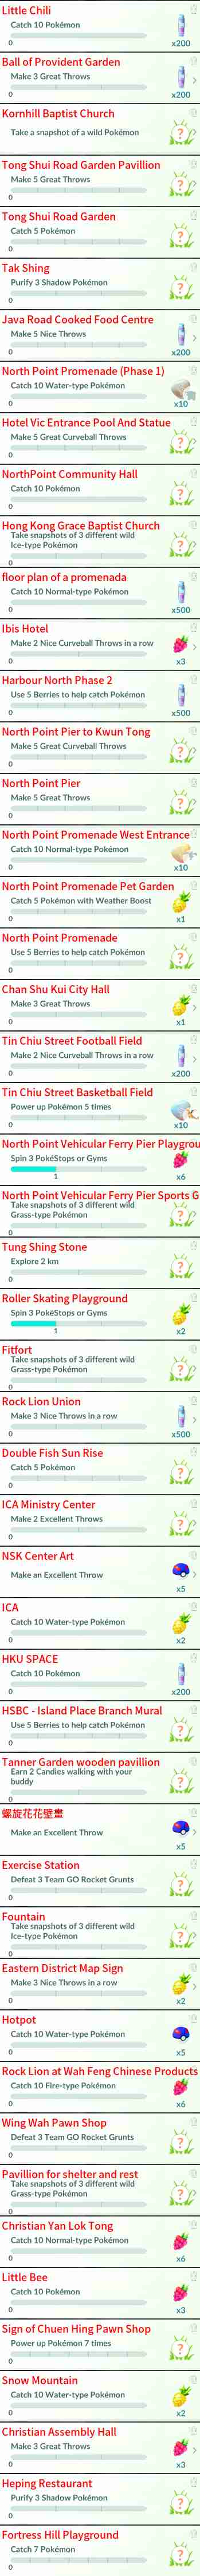 Little Chili
Catch 10 Pokémon
0
x200
Ball of Provident Garden
Make 3 Great Throws
0
x200
Kornhill Baptist Church
Take a snapshot of a wild Pokémon
?
Tong Shui Road Garden Pavillion
Make 5 Great Throws
0
?
Tong Shui Road Garden
Catch 5 Pokémon
0
?
Tak Shing
Purify 3 Shadow Pokémon
0
?
Java Road Cooked Food Centre
Make 5 Nice Throws
0
x200
North Point Promenade (Phase 1)
Catch 10 Water-type Pokémon
0
x10
Hotel Vic Entrance Pool And Statue
Make 5 Great Curveball Throws
0
?
NorthPoint Community Hall
Catch 10 Pokémon
0
?
Hong Kong Grace Baptist Church
Take snapshots of 3 different wild
Ice-type Pokémon
0
?
floor plan of a promenada
Catch 10 Normal-type Pokémon
0
x500
Ibis Hotel
Make 2 Nice Curveball Throws in a row
0
x3
Harbour North Phase 2
Use 5 Berries to help catch Pokémon
0
x500
North Point Pier to Kwun Tong
Make 5 Great Curveball Throws
0
?
North Point Pier
Make 5 Great Throws
0
?
North Point Promenade West Entrance
Catch 10 Normal-type Pokémon
0
x10
North Point Promenade Pet Garden
Catch 5 Pokémon with Weather Boost
0
x1
North Point Promenade
Use 5 Berries to help catch Pokémon
0
?
Chan Shu Kui City Hall
Make 3 Great Throws
0
x1
Tin Chiu Street Football Field
Make 2 Nice Curveball Throws in a row
0
x200
Tin Chiu Street Basketball Field
Power up Pokémon 5 times
0
x10
North Point Vehicular Ferry Pier Playgrou
Spin 3 PokéStops or Gyms
1
x6
North Point Vehicular Ferry Pier Sports G
Take snapshots of 3 different wild
Grass-type Pokémon
0
?
Tung Shing Stone
Explore 2 km
0
?
Roller Skating Playground
Spin 3 PokéStops or Gyms
1
x2
Fitfort
Take snapshots of 3 different wild
Grass-type Pokémon
0
?
Rock Lion Union
Make 3 Nice Throws in a row
0
x500
Double Fish Sun Rise
Catch 5 Pokémon
0
?
ICA Ministry Center
Make 2 Excellent Throws
0
?
NSK Center Art
Make an Excellent Throw
x5
ICA
Catch 10 Water-type Pokémon
0
x2
HKU SPACE
Catch 10 Pokémon
0
x200
HSBC - Island Place Branch Mural
Use 5 Berries to help catch Pokémon
0
?
Tanner Garden wooden pavillion
Earn 2 Candies walking with your
buddy
0
?
螺旋花花壁畫
Make an Excellent Throw
x5
Exercise Station
Defeat 3 Team GO Rocket Grunts
0
?
Fountain
Take snapshots of 3 different wild
Ice-type Pokémon
0
?
Eastern District Map Sign
Make 3 Nice Throws in a row
0
x2
Hotpot
Catch 10 Water-type Pokémon
0
x5
Rock Lion at Wah Feng Chinese Products
Catch 10 Fire-type Pokémon
0
x6
Wing Wah Pawn Shop
Defeat 3 Team GO Rocket Grunts
0
?
Pavillion for shelter and rest
Take snapshots of 3 different wild
Grass-type Pokémon
0
?
Christian Yan Lok Tong
Catch 10 Normal-type Pokémon
0
x6
Little Bee
Catch 10 Pokémon
0
x3
Sign of Chuen Hing Pawn Shop
Power up Pokémon 7 times
0
?
Snow Mountain
Catch 10 Water-type Pokémon
0
x2
Christian Assembly Hall
Make 3 Great Throws
0
x3
Heping Restaurant
Purify 3 Shadow Pokémon
0
?
Fortress Hill Playground
Catch 7 Pokémon
0
?